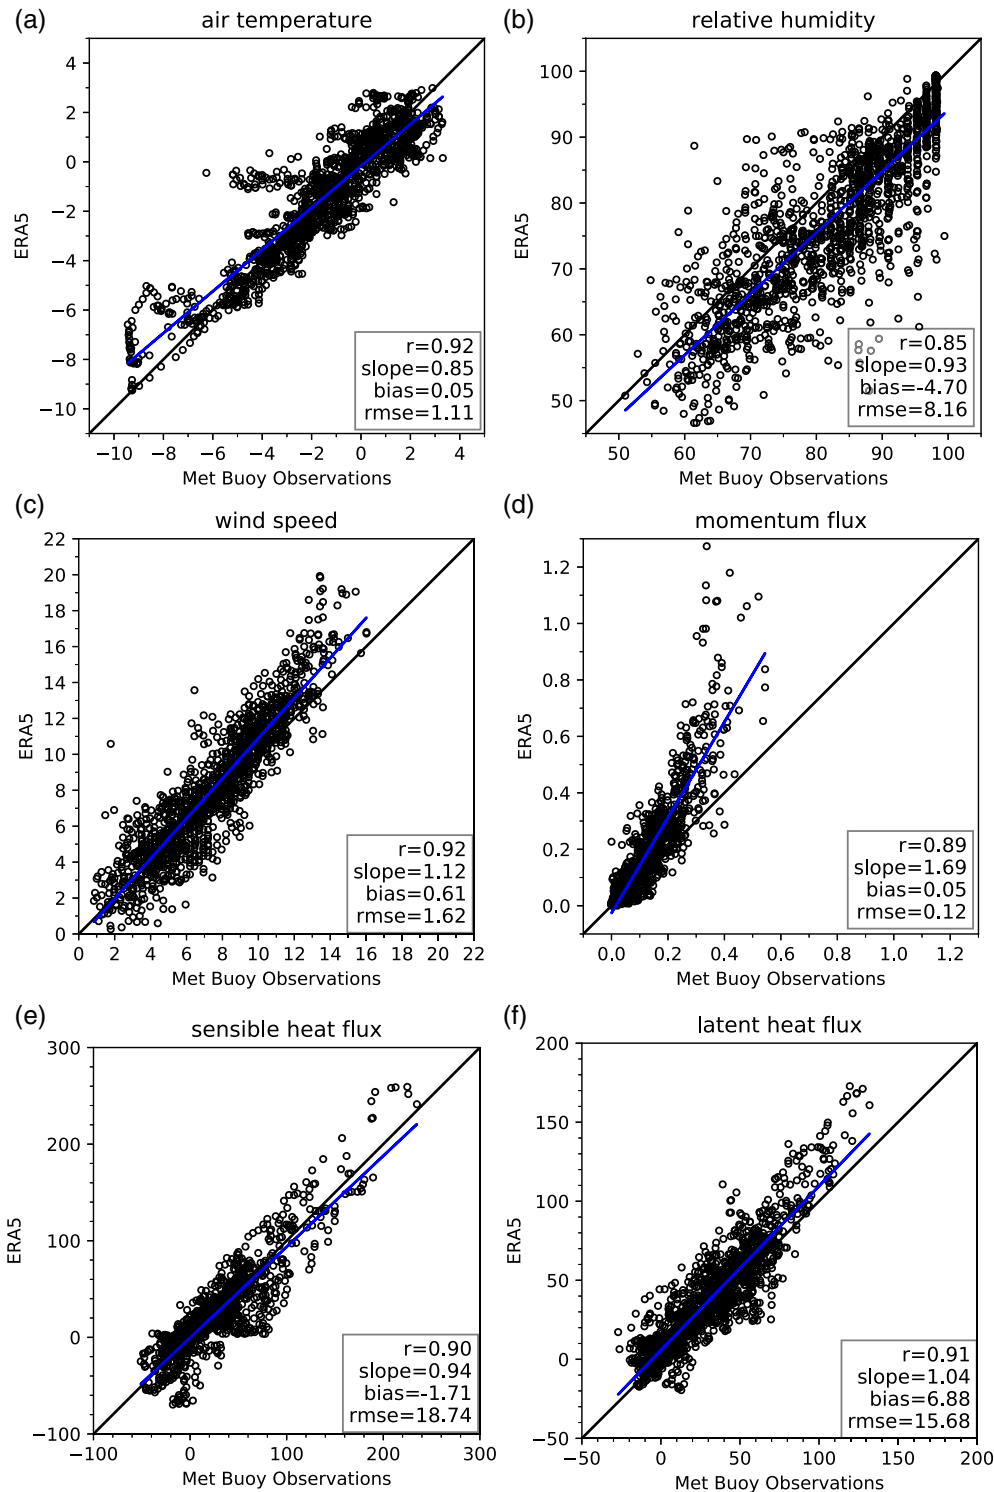 (a) air temperature
4
2
0
−2
−4
−6
−8
−10
ERA5
r=0.92
slope=0.85
bias=0.05
rmse=1.11
−10 −8 −6 −4 −2 0 2 4
Met Buoy Observations
(b) relative humidity
100
90
80
70
60
50
ERA5
r=0.85
slope=0.93
bias=-4.70
rmse=8.16
50 60 70 80 90 100
Met Buoy Observations
(c) wind speed
22
20
18
16
14
12
10
8
6
4
2
0
ERA5
r=0.92
slope=1.12
bias=0.61
rmse=1.62
0 2 4 6 8 10 12 14 16 18 20 22
Met Buoy Observations
(d) momentum flux
1.2
1.0
0.8
0.6
0.4
0.2
0.0
ERA5
r=0.89
slope=1.69
bias=0.05
rmse=0.12
0.0 0.2 0.4 0.6 0.8 1.0 1.2
Met Buoy Observations
(e) sensible heat flux
300
200
100
0
−100
ERA5
r=0.90
slope=0.94
bias=-1.71
rmse=18.74
−100 0 100 200 300
Met Buoy Observations
(f) latent heat flux
200
150
100
50
0
−50
ERA5
r=0.91
slope=1.04
bias=6.88
rmse=15.68
−50 0 50 100 150 200
Met Buoy Observations